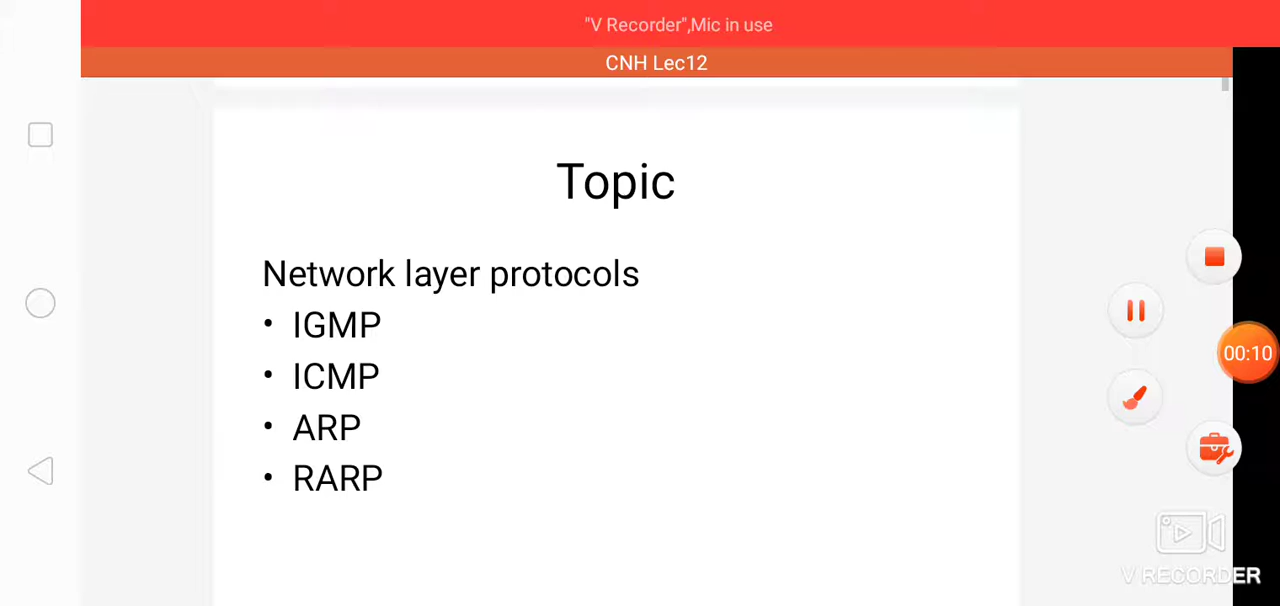 "V Recorder",Mic in use
CNH Lec12
Topic
Network layer protocols
• IGMP
• ICMP
• ARP
• RARP
00:10
V RECORDER